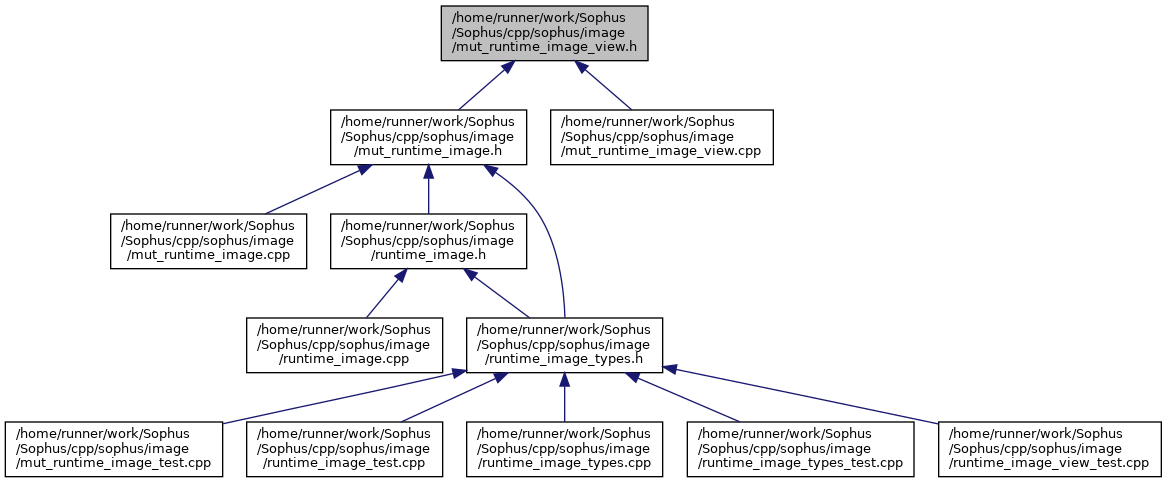 /home/runner/work/Sophus
/Sophus/cpp/sophus/image
/mut_runtime_image_view.h
/home/runner/work/Sophus
/Sophus/cpp/sophus/image
/mut_runtime_image.h
/home/runner/work/Sophus
/Sophus/cpp/sophus/image
/mut_runtime_image_view.cpp
/home/runner/work/Sophus
/Sophus/cpp/sophus/image
/mut_runtime_image.cpp
/home/runner/work/Sophus
/Sophus/cpp/sophus/image
/runtime_image.h
/home/runner/work/Sophus
/Sophus/cpp/sophus/image
/runtime_image.cpp
/home/runner/work/Sophus
/Sophus/cpp/sophus/image
/runtime_image_types.h
/home/runner/work/Sophus
/Sophus/cpp/sophus/image
/mut_runtime_image_test.cpp
/home/runner/work/Sophus
/Sophus/cpp/sophus/image
/runtime_image_test.cpp
/home/runner/work/Sophus
/Sophus/cpp/sophus/image
/runtime_image_types.cpp
/home/runner/work/Sophus
/Sophus/cpp/sophus/image
/runtime_image_types_test.cpp
/home/runner/work/Sophus
/Sophus/cpp/sophus/image
/runtime_image_view_test.cpp